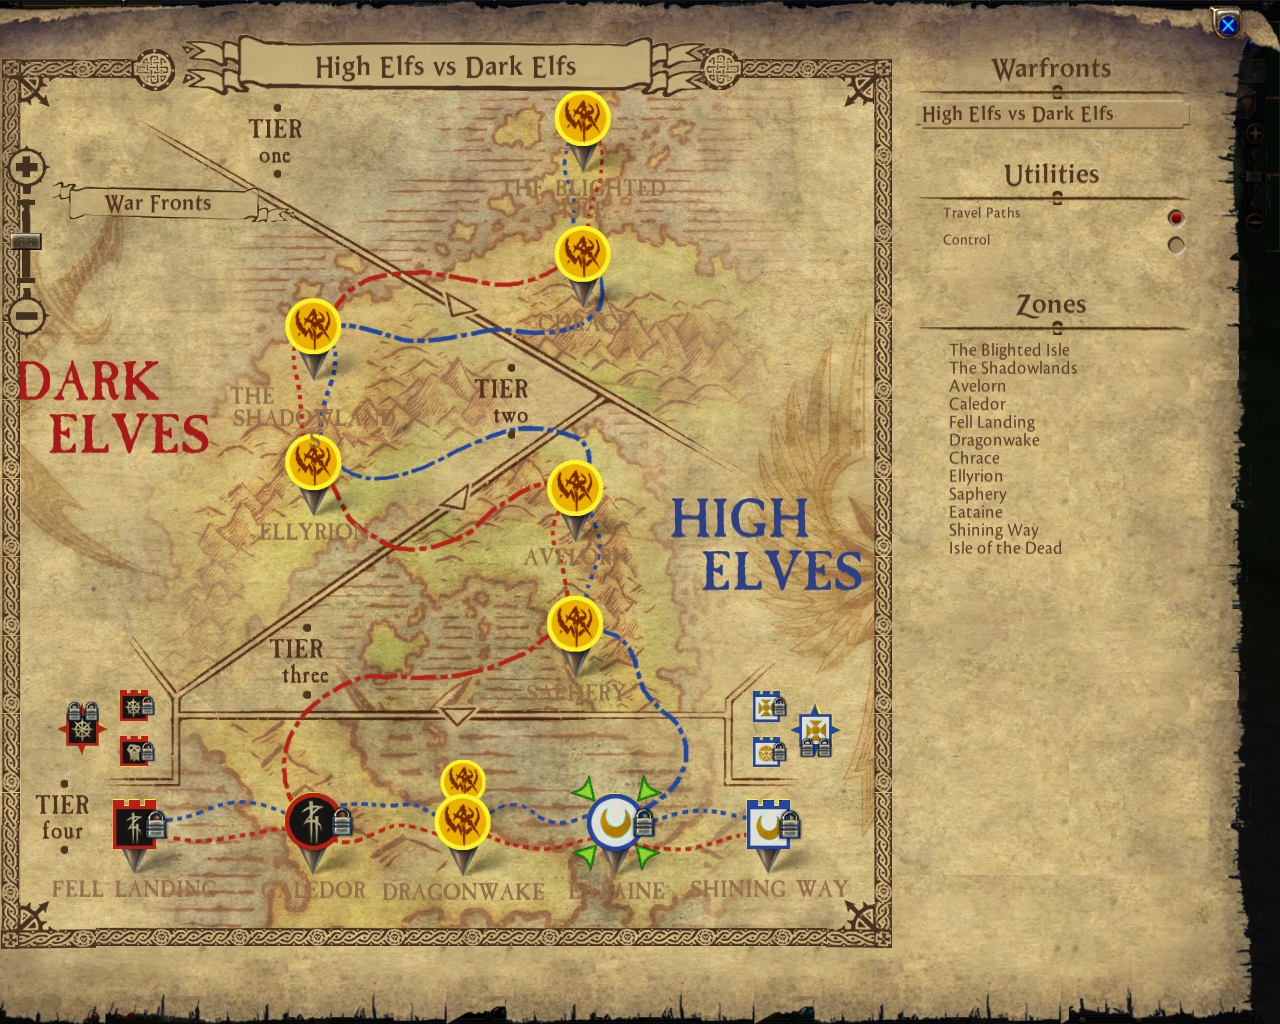 High Elfs vs Dark Elfs
TIER
one
War Fronts
THE BLIGHTED
DARK
ELVES
THE
SHADOWLAND
S
TIER
two
ELLYRION
AVELORN
HIGH
ELVES
TIER
three
SAPHERY
TIER
four
FELL LANDING
CALEDOR
DRAGONWAKE
SHINING WAY
Warfronts
High Elfs vs Dark Elfs
Utilities
Travel Paths
Control
Zones
The Blighted Isle
The Shadowlands
Avelorn
Caledor
Fell Landing
Dragonwake
Chrace
Ellyrion
Saphery
Eataine
Shining Way
Isle of the Dead